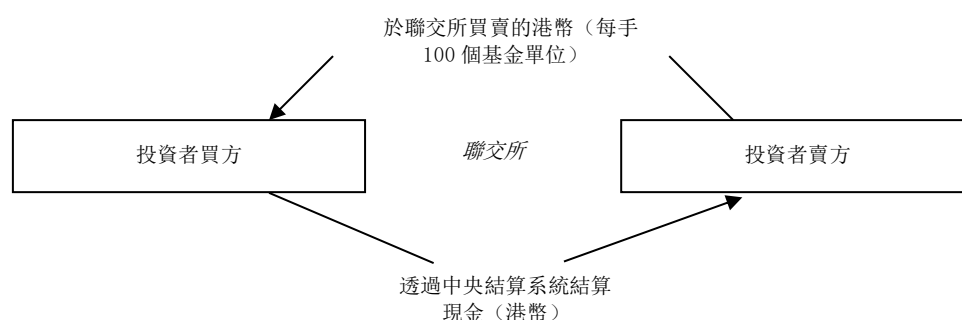 於聯交所買賣的港幣（每手
100 個基金單位）
投資者買方
聯交所
投資者賣方
透過中央結算系統結算
現金（港幣）